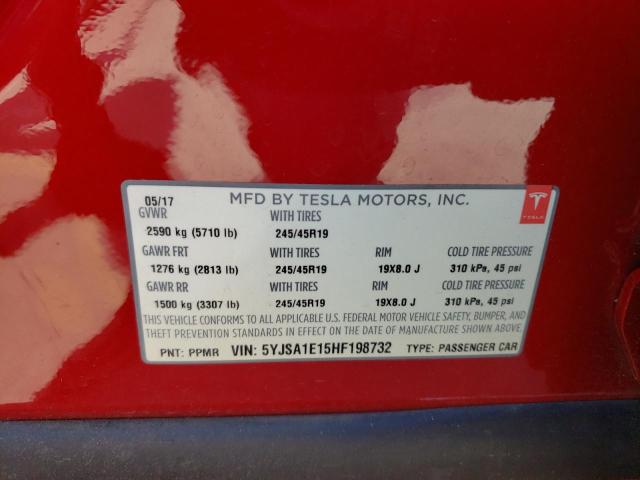 05/17 MFD BY TESLA MOTORS, INC.
GVWR WITH TIRES
2590 kg (5710 lb) 245/45R19
TESLA
GAWR FRT WITH TIRES RIM COLD TIRE PRESSURE
1276 kg (2813 lb) 245/45R19 19X8.0 J 310 kPa, 45 psi
GAWR RR WITH TIRES RIM COLD TIRE PRESSURE
1500 kg (3307 lb) 245/45R19 19X8.0 J 310 kPa, 45 psi
THIS VEHICLE CONFORMS TO ALL APPLICABLE U.S. FEDERAL MOTOR VEHICLE SAFETY, BUMPER, AND
THEFT PREVENTION STANDARDS IN EFFECT ON THE DATE OF MANUFACTURE SHOWN ABOVE.
PNT: PPMR VIN: 5YJSA1E15HF198732 TYPE: PASSENGER CAR